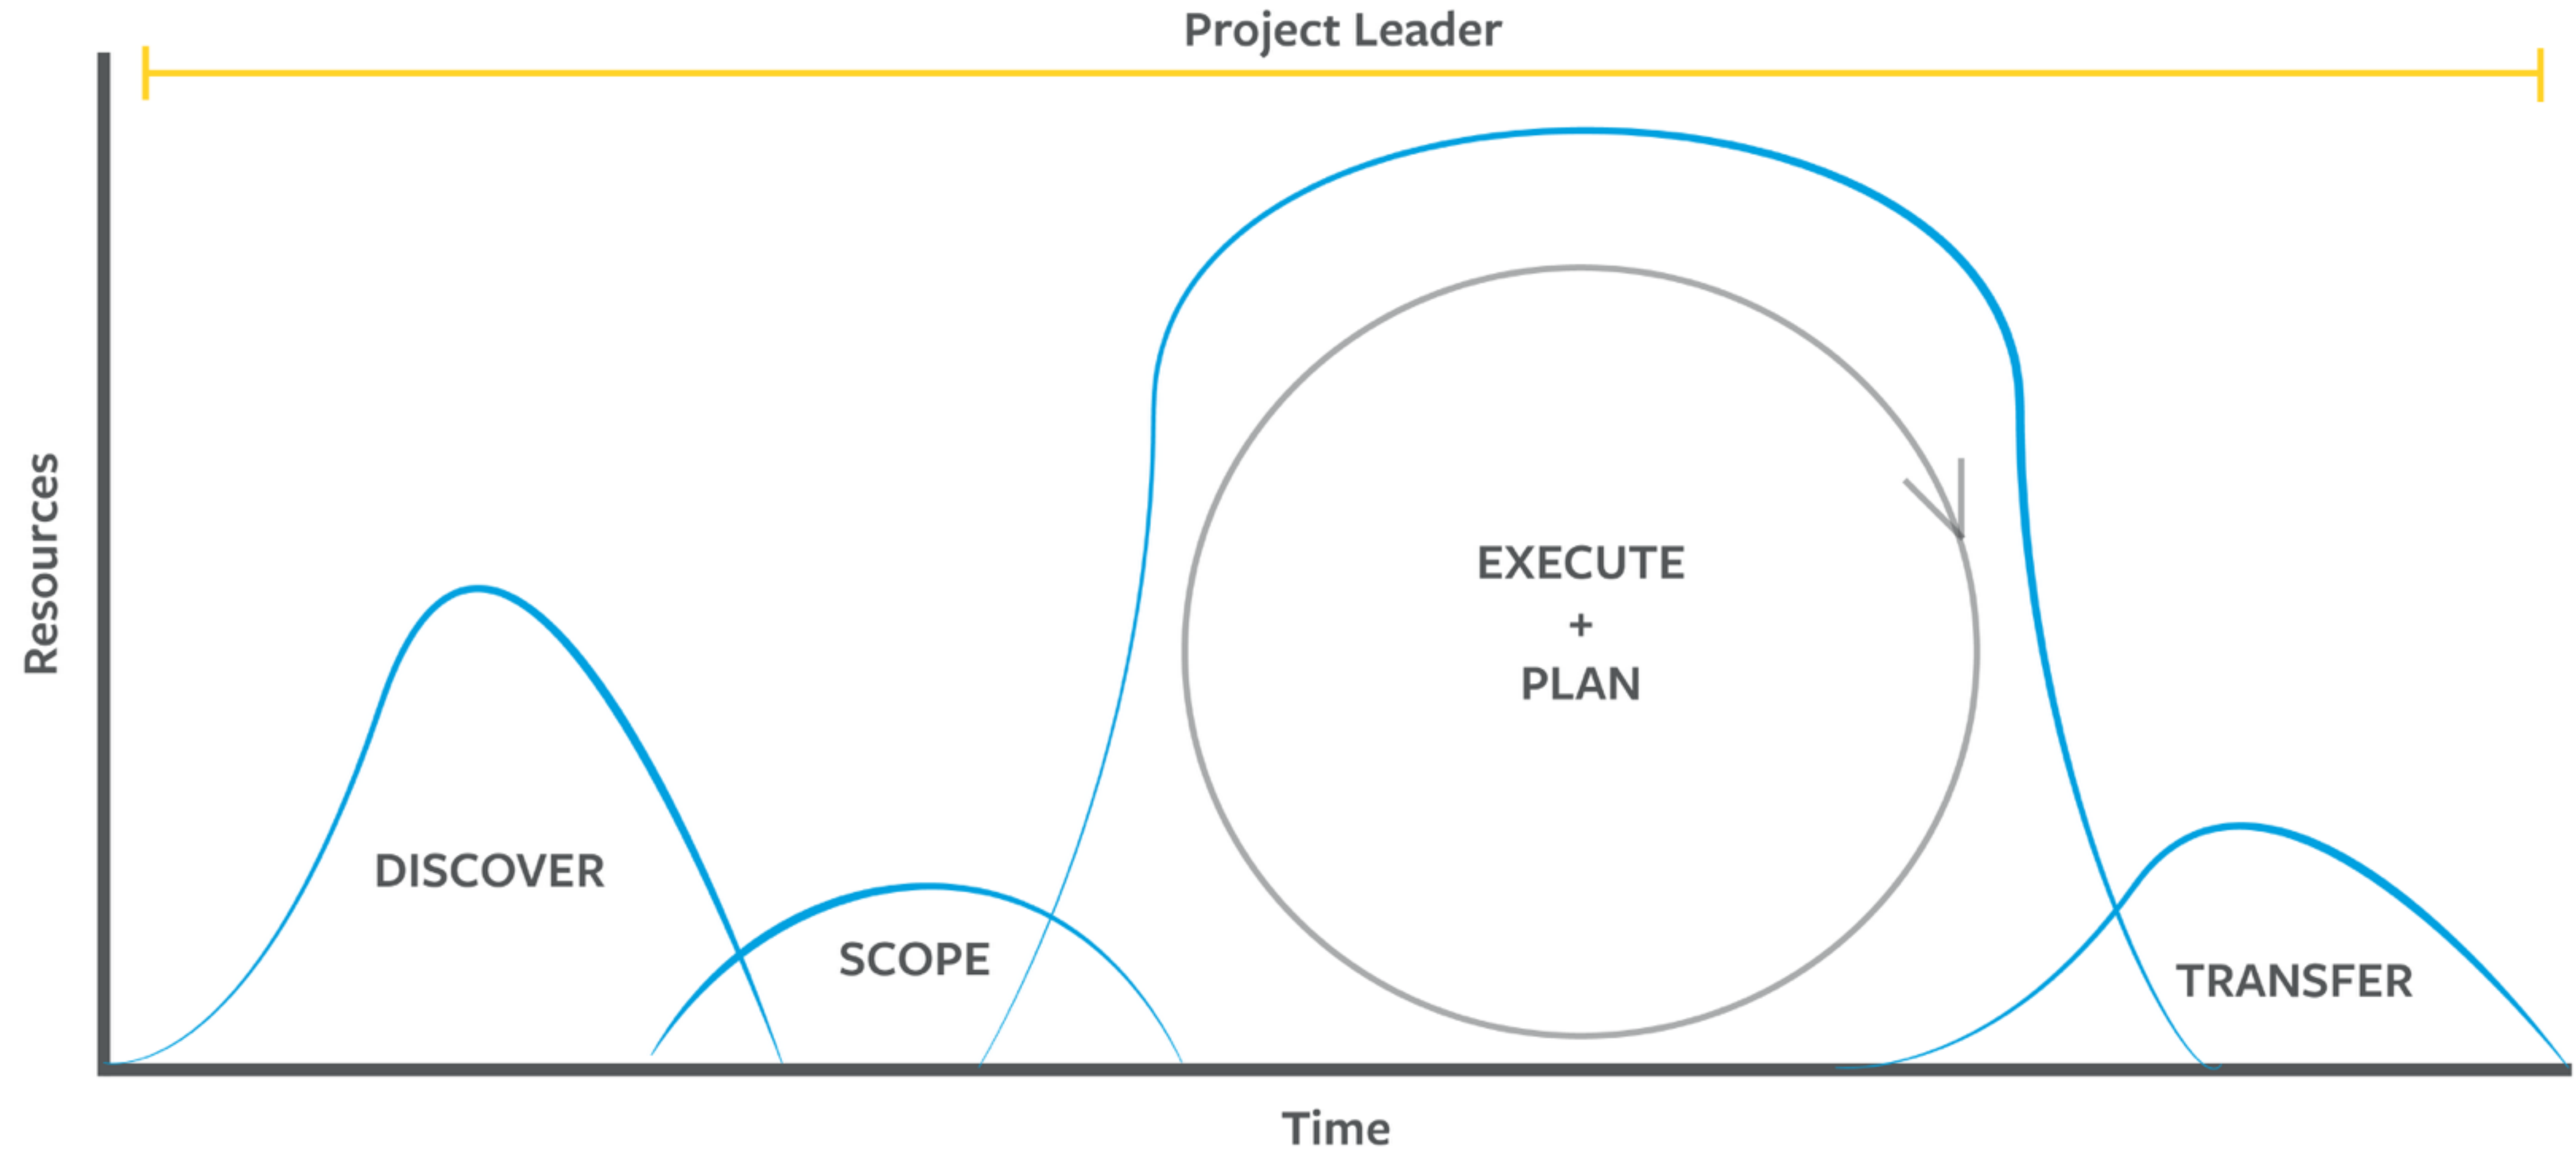 Project Leader
Resources
EXECUTE
+
PLAN
DISCOVER
SCOPE
TRANSFER
Time